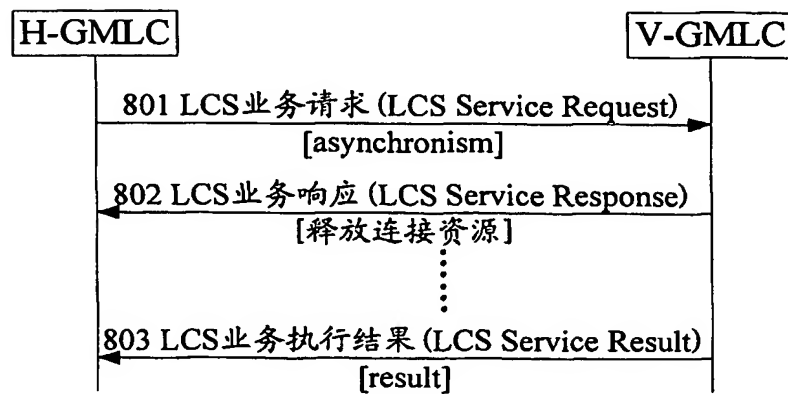 H-GMLC
V-GMLC
801 LCS业务请求(LCS Service Request)
[asynchronism]
802 LCS业务响应(LCS Service Response)
[释放连接资源]
803 LCS业务执行结果(LCS Service Result)
[result]